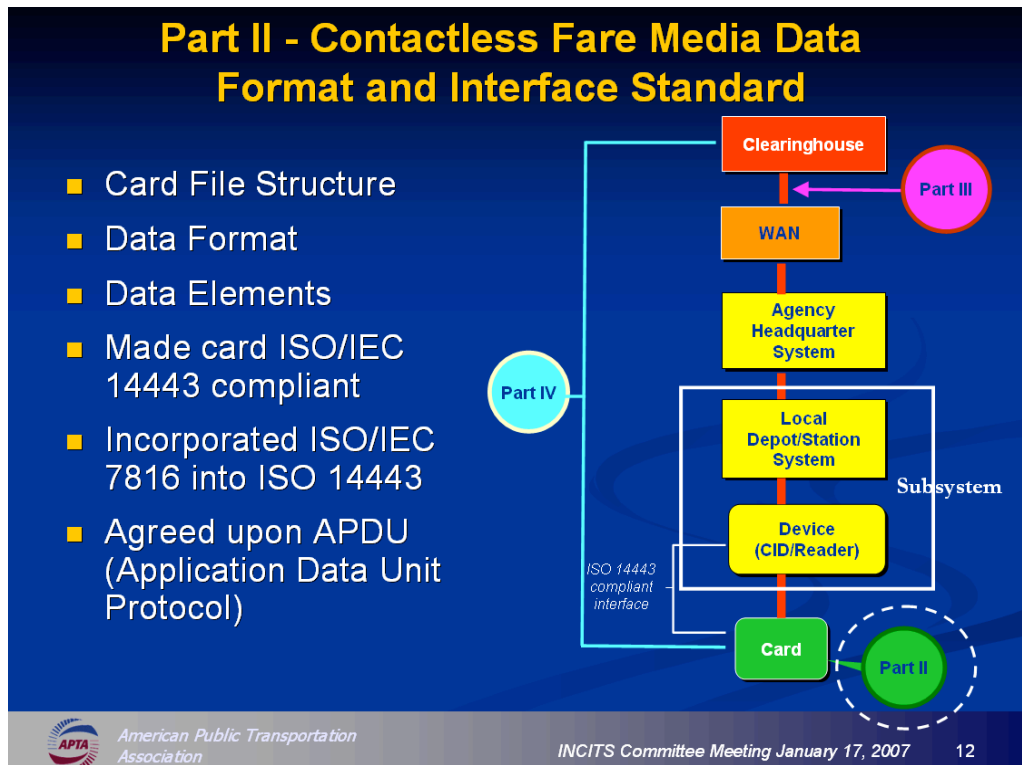 Part II - Contactless Fare Media Data
Format and Interface Standard
Card File Structure
Data Format
Data Elements
Made card ISO/IEC
14443 compliant
Incorporated ISO/IEC
7816 into ISO 14443
Agreed upon APDU
(Application Data Unit
Protocol)
Clearinghouse
Part III
WAN
Agency
Headquarter
System
Part IV
Local
Depot/Station
System
Subsystem
Device
(CID/Reader)
ISO 14443
compliant
interface
Card
Part II
APTA
American Public Transportation
Association
INCITS Committee Meeting January 17, 2007
12